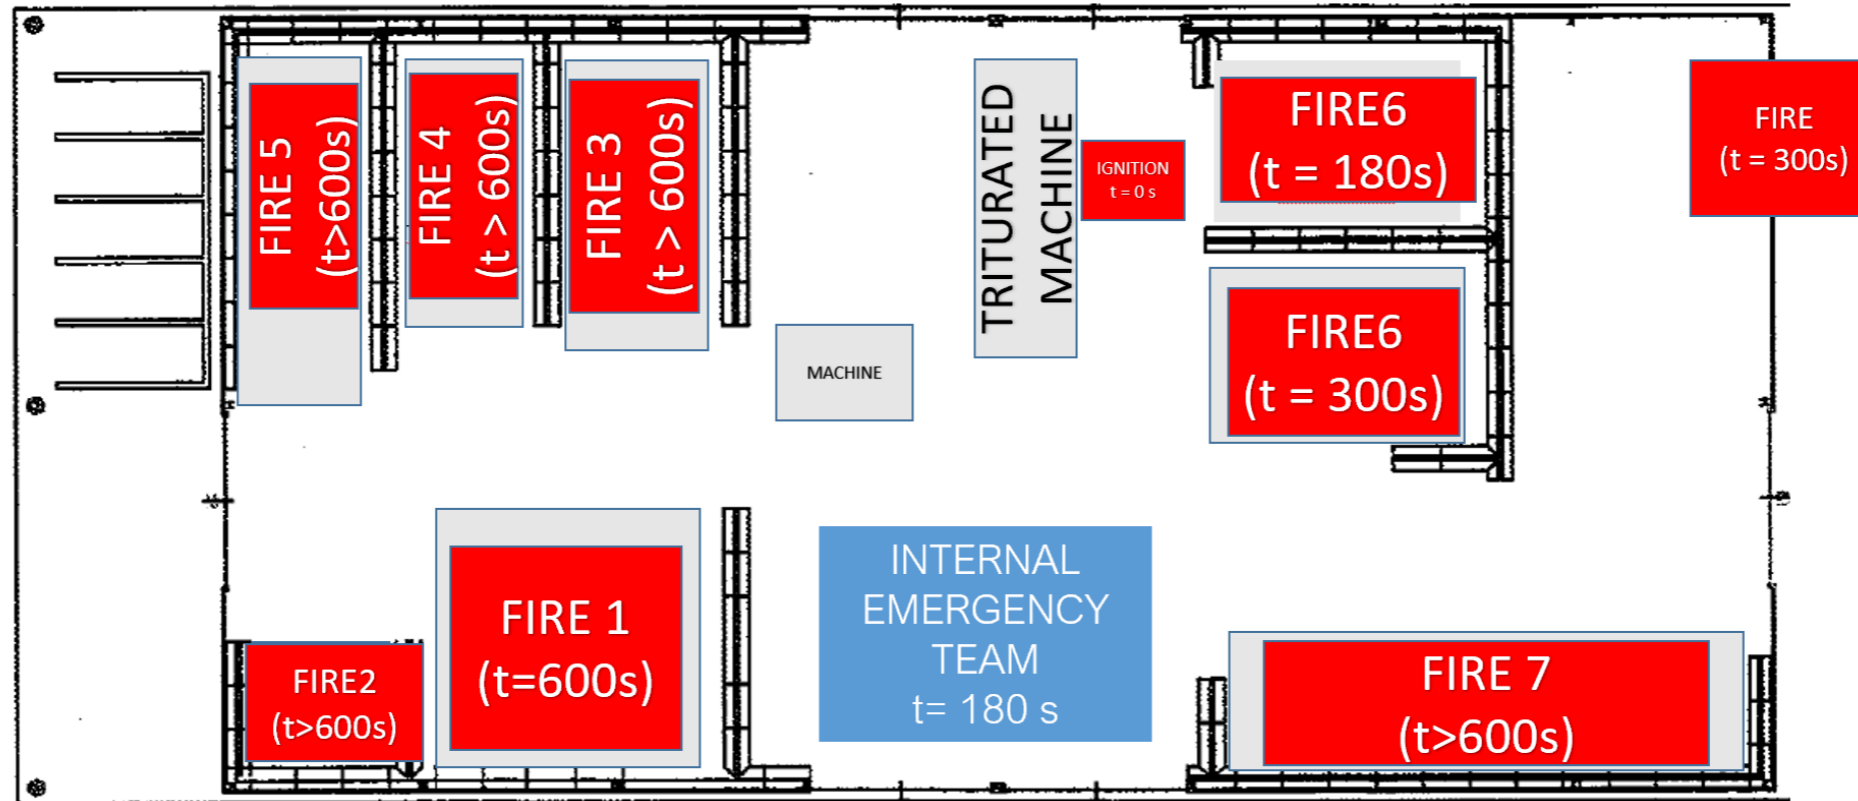 FIRE 5
(t>600s)
FIRE 4
(t > 600s)
FIRE 3
(t > 600s)
TRITURATED
MACHINE
IGNITION
t = 0 s
FIRE6
(t = 180s)
FIRE
(t = 300s)
MACHINE
FIRE6
(t = 300s)
FIRE2
(t>600s)
FIRE 1
(t=600s)
INTERNAL
EMERGENCY
TEAM
t= 180 s
FIRE 7
(t>600s)